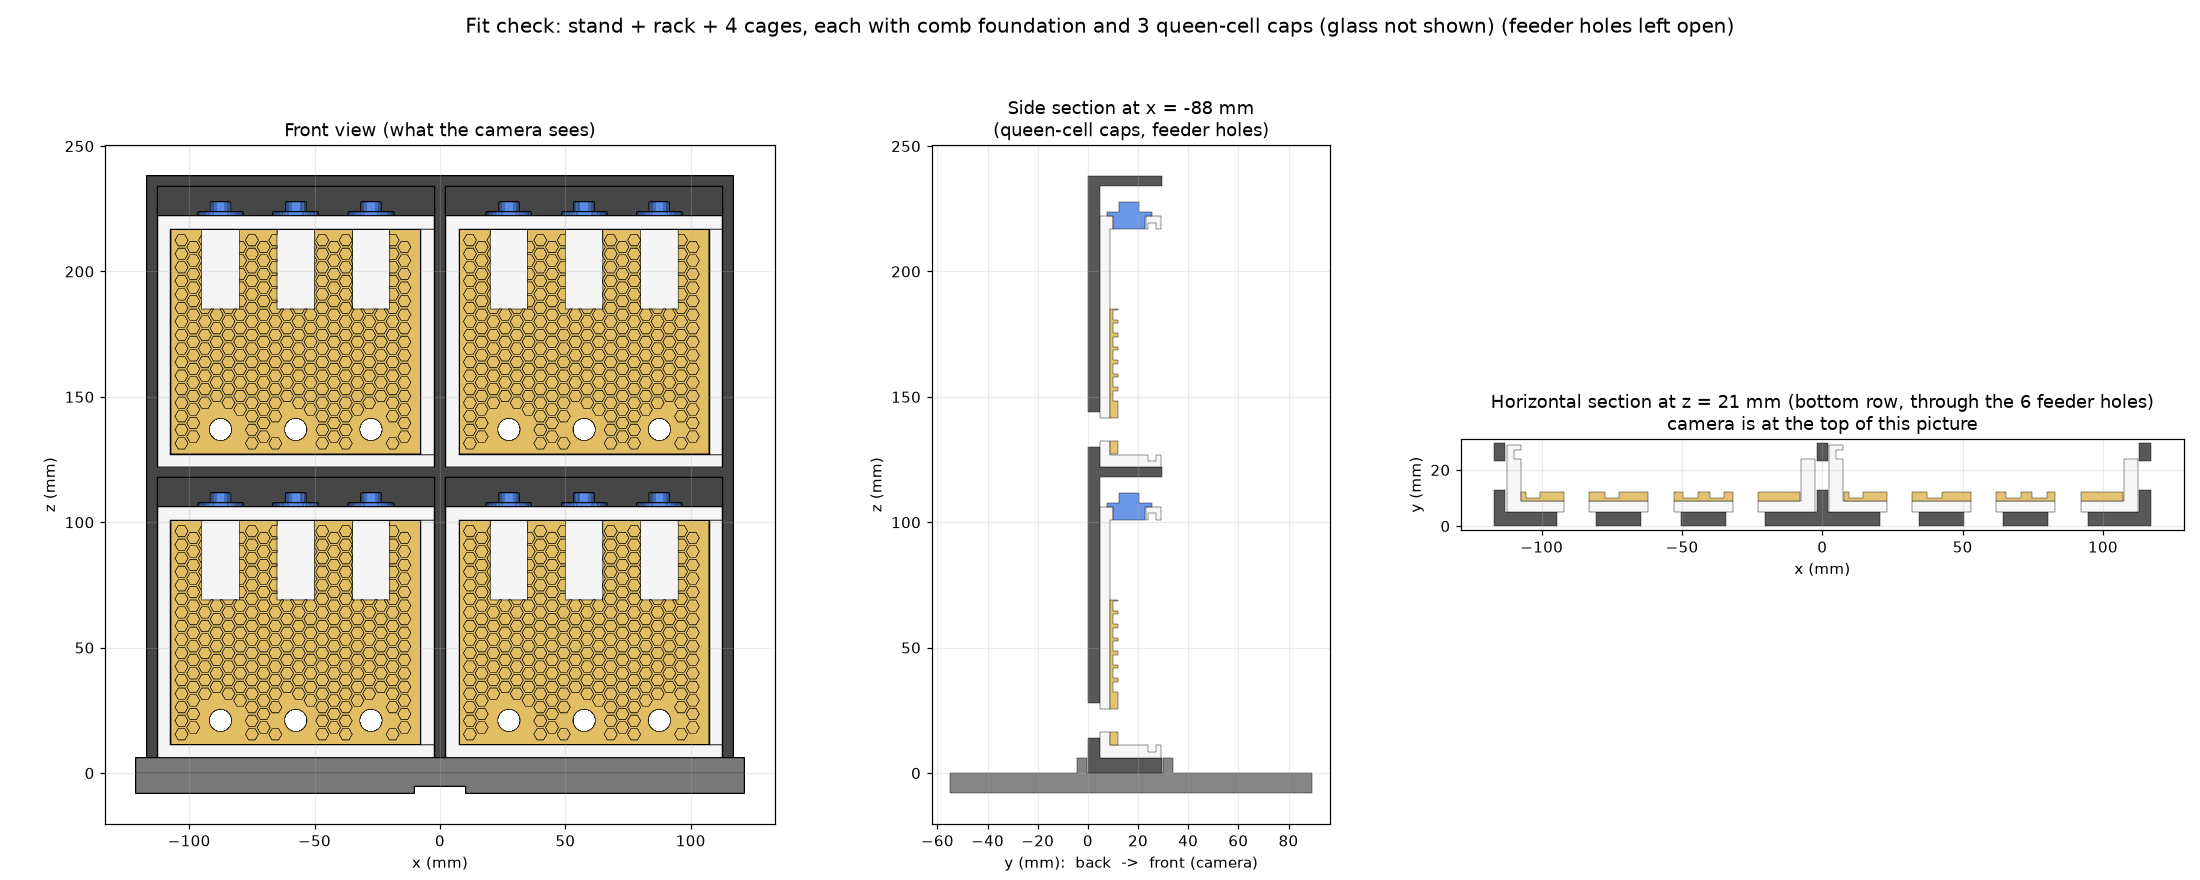 Fit check: stand + rack + 4 cages, each with comb foundation and 3 queen-cell caps (glass not shown) (feeder holes left open)
Front view (what the camera sees)
250
200
150
100
50
0
z (mm)
−100
−50
0
50
100
x (mm)
Side section at x = -88 mm
(queen-cell caps, feeder holes)
250
200
150
100
50
0
z (mm)
−60
−40
−20
0
20
40
60
80
y (mm):  back  ->  front (camera)
Horizontal section at z = 21 mm (bottom row, through the 6 feeder holes)
camera is at the top of this picture
20
0
y (mm)
−100
−50
0
50
100
x (mm)